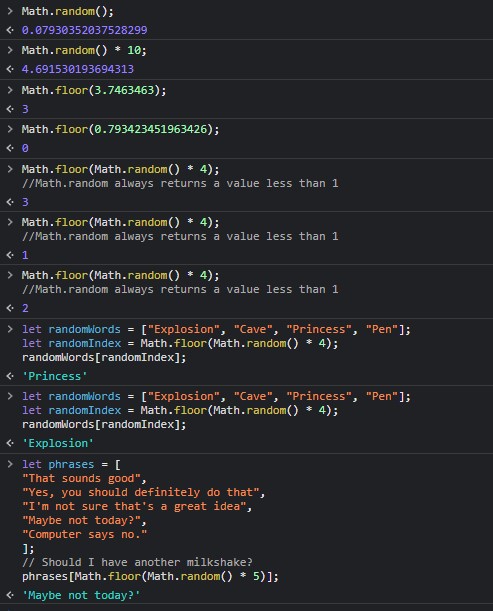 > Math.random();
<· 0.07930352037528299
> Math.random() * 10;
<· 4.691530193694313
> Math.floor(3.7463463);
<· 3
> Math.floor(0.793423451963426);
<· 0
> Math.floor(Math.random() * 4);
//Math.random always returns a value less than 1
<· 3
> Math.floor(Math.random() * 4);
//Math.random always returns a value less than 1
<· 1
> Math.floor(Math.random() * 4);
//Math.random always returns a value less than 1
<· 2
> let randomWords = ["Explosion", "Cave", "Princess", "Pen"];
let randomIndex = Math.floor(Math.random() * 4);
randomWords[randomIndex];
<· 'Princess'
> let randomWords = ["Explosion", "Cave", "Princess", "Pen"];
let randomIndex = Math.floor(Math.random() * 4);
randomWords[randomIndex];
<· 'Explosion'
> let phrases = [
"That sounds good",
"Yes, you should definitely do that",
"I'm not sure that's a great idea",
"Maybe not today?",
"Computer says no."
];
// Should I have another milkshake?
phrases[Math.floor(Math.random() * 5)];
<· 'Maybe not today?'